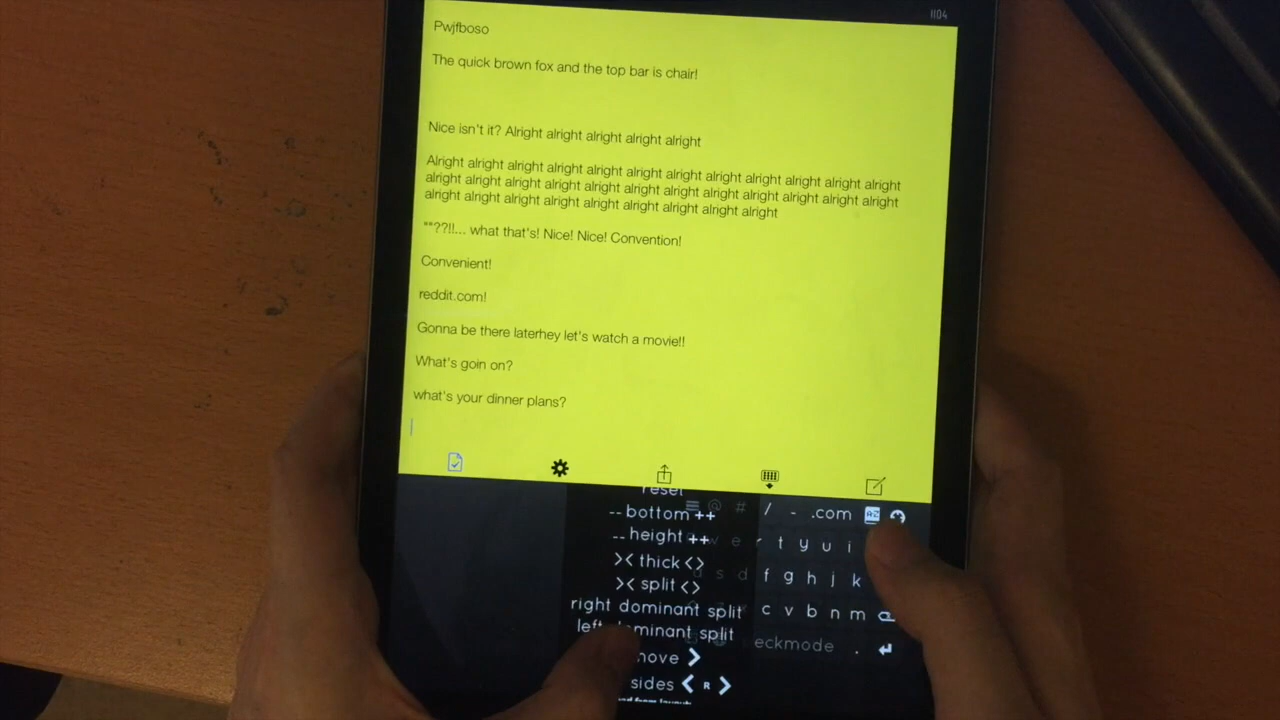 1104
Pwjfboso
The quick brown fox and the top bar is chair!
Nice isn't it? Alright alright alright alright alright
Alright alright alright alright alright alright alright alright alright alright alright alright
alright alright alright alright alright alright alright alright alright alright alright alright
alright alright alright alright alright alright alright alright alright
**??!!... what that's! Nice! Nice! Convention!
Convenient!
reddit.com!
Gonna be there laterhey let's watch a movie!!
What's goin on?
what's your dinner plans?
reset
@ # / - .com AZ
--bottom++
--height++
w e r t y u i
>< thick <>
>< split <>
s d f g h j k
right dominant split
c v b n m
left dominant split
eckmode .
move >
sides < R >